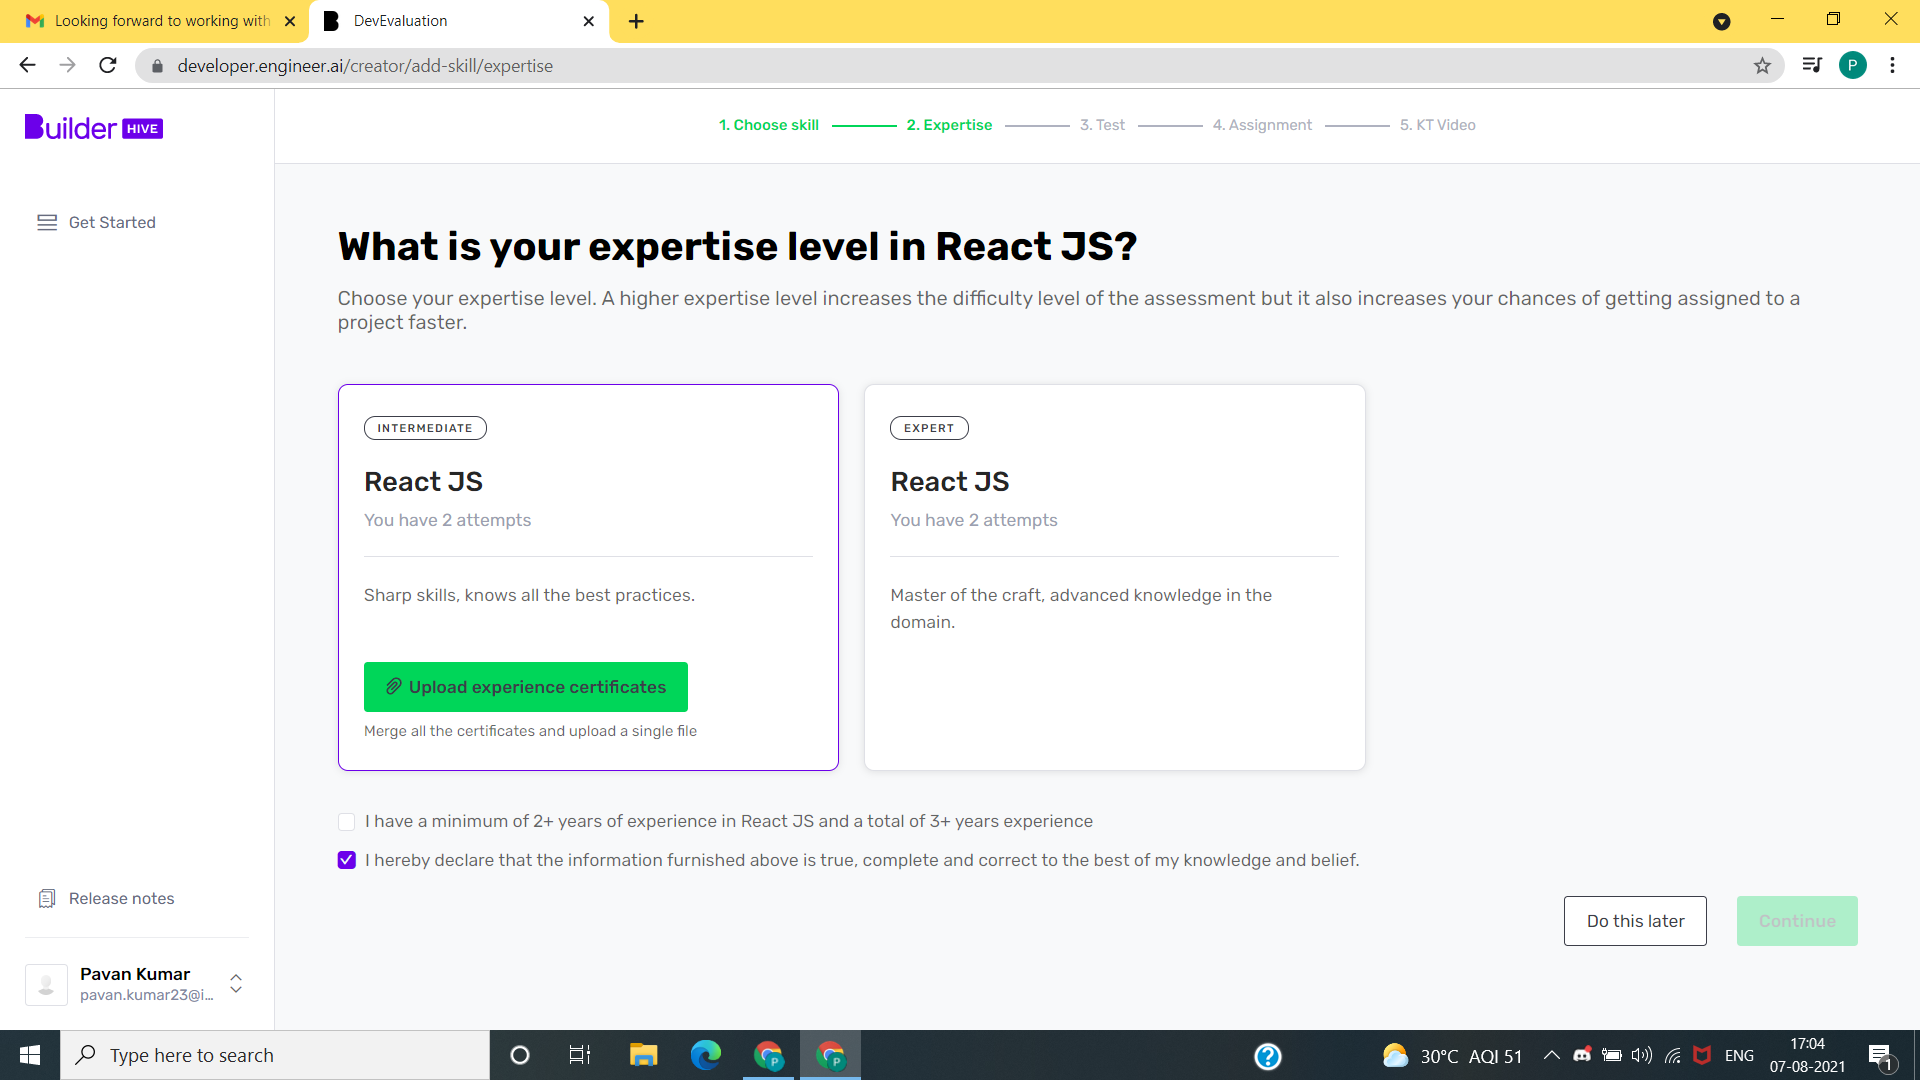 Looking forward to working with
DevEvaluation
developer.engineer.ai/creator/add-skill/expertise
P
Builder HIVE
1. Choose skill
2. Expertise
3. Test
4. Assignment
5. KT Video
Get Started
What is your expertise level in React JS?
Choose your expertise level. A higher expertise level increases the difficulty level of the assessment but it also increases your chances of getting assigned to a
project faster.
INTERMEDIATE
React JS
You have 2 attempts
Sharp skills, knows all the best practices.
Upload experience certificates
Merge all the certificates and upload a single file
EXPERT
React JS
You have 2 attempts
Master of the craft, advanced knowledge in the
domain.
I have a minimum of 2+ years of experience in React JS and a total of 3+ years experience
I hereby declare that the information furnished above is true, complete and correct to the best of my knowledge and belief.
Do this later
Continue
Release notes
Pavan Kumar
pavan.kumar23@i...
Type here to search
P
P
30°C AQI 51
ENG
17:04
07-08-2021
1